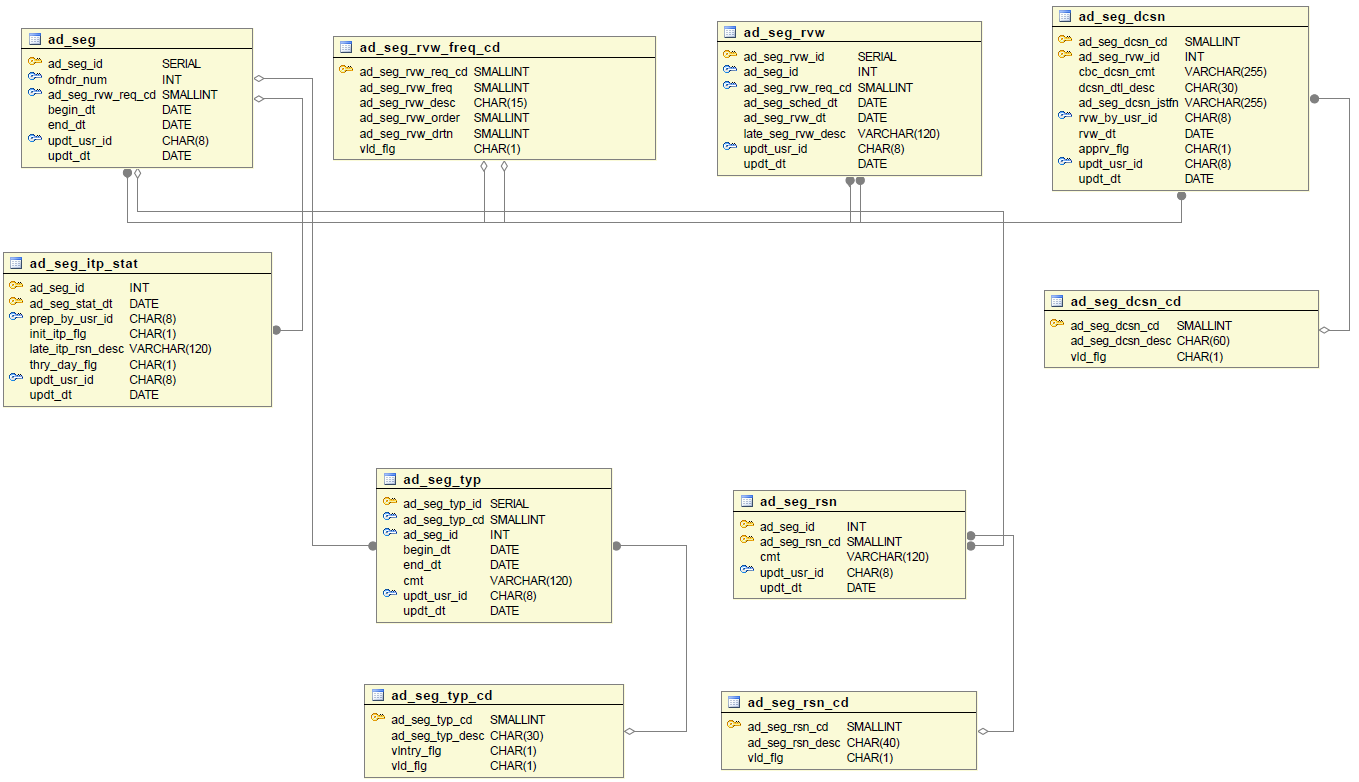 ad_seg
ad_seg_id SERIAL
ofndr_num INT
ad_seg_rvw_req_cd SMALLINT
begin_dt DATE
end_dt DATE
updt_usr_id CHAR(8)
updt_dt DATE
ad_seg_rvw_freq_cd
ad_seg_rvw_req_cd SMALLINT
ad_seg_rvw_freq SMALLINT
ad_seg_rvw_desc CHAR(15)
ad_seg_rvw_order SMALLINT
ad_seg_rvw_drtn SMALLINT
vld_flg CHAR(1)
ad_seg_rvw
ad_seg_rvw_id SERIAL
ad_seg_id INT
ad_seg_rvw_req_cd SMALLINT
ad_seg_sched_dt DATE
ad_seg_rvw_dt DATE
late_seg_rvw_desc VARCHAR(120)
updt_usr_id CHAR(8)
updt_dt DATE
ad_seg_dcsn
ad_seg_dcsn_cd SMALLINT
ad_seg_rvw_id INT
cbc_dcsn_cmt VARCHAR(255)
dcsn_dtl_desc CHAR(30)
ad_seg_dcsn_jstfn VARCHAR(255)
rvw_by_usr_id CHAR(8)
rvw_dt DATE
apprv_flg CHAR(1)
updt_usr_id CHAR(8)
updt_dt DATE
ad_seg_itp_stat
ad_seg_id INT
ad_seg_stat_dt DATE
prep_by_usr_id CHAR(8)
init_itp_flg CHAR(1)
late_itp_rsn_desc VARCHAR(120)
thry_day_flg CHAR(1)
updt_usr_id CHAR(8)
updt_dt DATE
ad_seg_dcsn_cd
ad_seg_dcsn_cd SMALLINT
ad_seg_dcsn_desc CHAR(60)
vld_flg CHAR(1)
ad_seg_typ
ad_seg_typ_id SERIAL
ad_seg_typ_cd SMALLINT
ad_seg_id INT
begin_dt DATE
end_dt DATE
cmt VARCHAR(120)
updt_usr_id CHAR(8)
updt_dt DATE
ad_seg_rsn
ad_seg_id INT
ad_seg_rsn_cd SMALLINT
cmt VARCHAR(120)
updt_usr_id CHAR(8)
updt_dt DATE
ad_seg_typ_cd
ad_seg_typ_cd SMALLINT
ad_seg_typ_desc CHAR(30)
vlntry_flg CHAR(1)
vld_flg CHAR(1)
ad_seg_rsn_cd
ad_seg_rsn_cd SMALLINT
ad_seg_rsn_desc CHAR(40)
vld_flg CHAR(1)